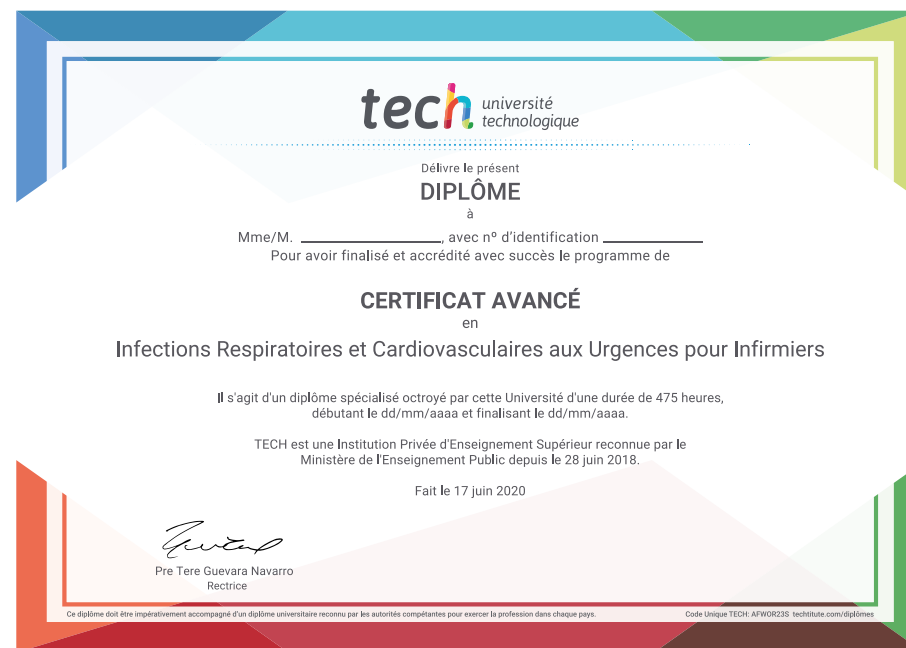 tech université
technologique
Délivre le présent
DIPLÔME
à
Mme/M. ____________________, avec nº d'identification ______________
Pour avoir finalisé et accrédité avec succès le programme de
CERTIFICAT AVANCÉ
en
Infections Respiratoires et Cardiovasculaires aux Urgences pour Infirmiers
Il s'agit d'un diplôme spécialisé octroyé par cette Université d'une durée de 475 heures,
débutant le dd/mm/aaaa et finalisant le dd/mm/aaaa.
TECH est une Institution Privée d'Enseignement Supérieur reconnue par le
Ministère de l'Enseignement Public depuis le 28 juin 2018.
Fait le 17 juin 2020
Pre Tere Guevara Navarro
Rectrice
Ce diplôme doit être impérativement accompagné d'un diplôme universitaire reconnu par les autorités compétentes pour exercer la profession dans chaque pays.
Code Unique TECH: AFWOR23S techtitute.com/diplômes